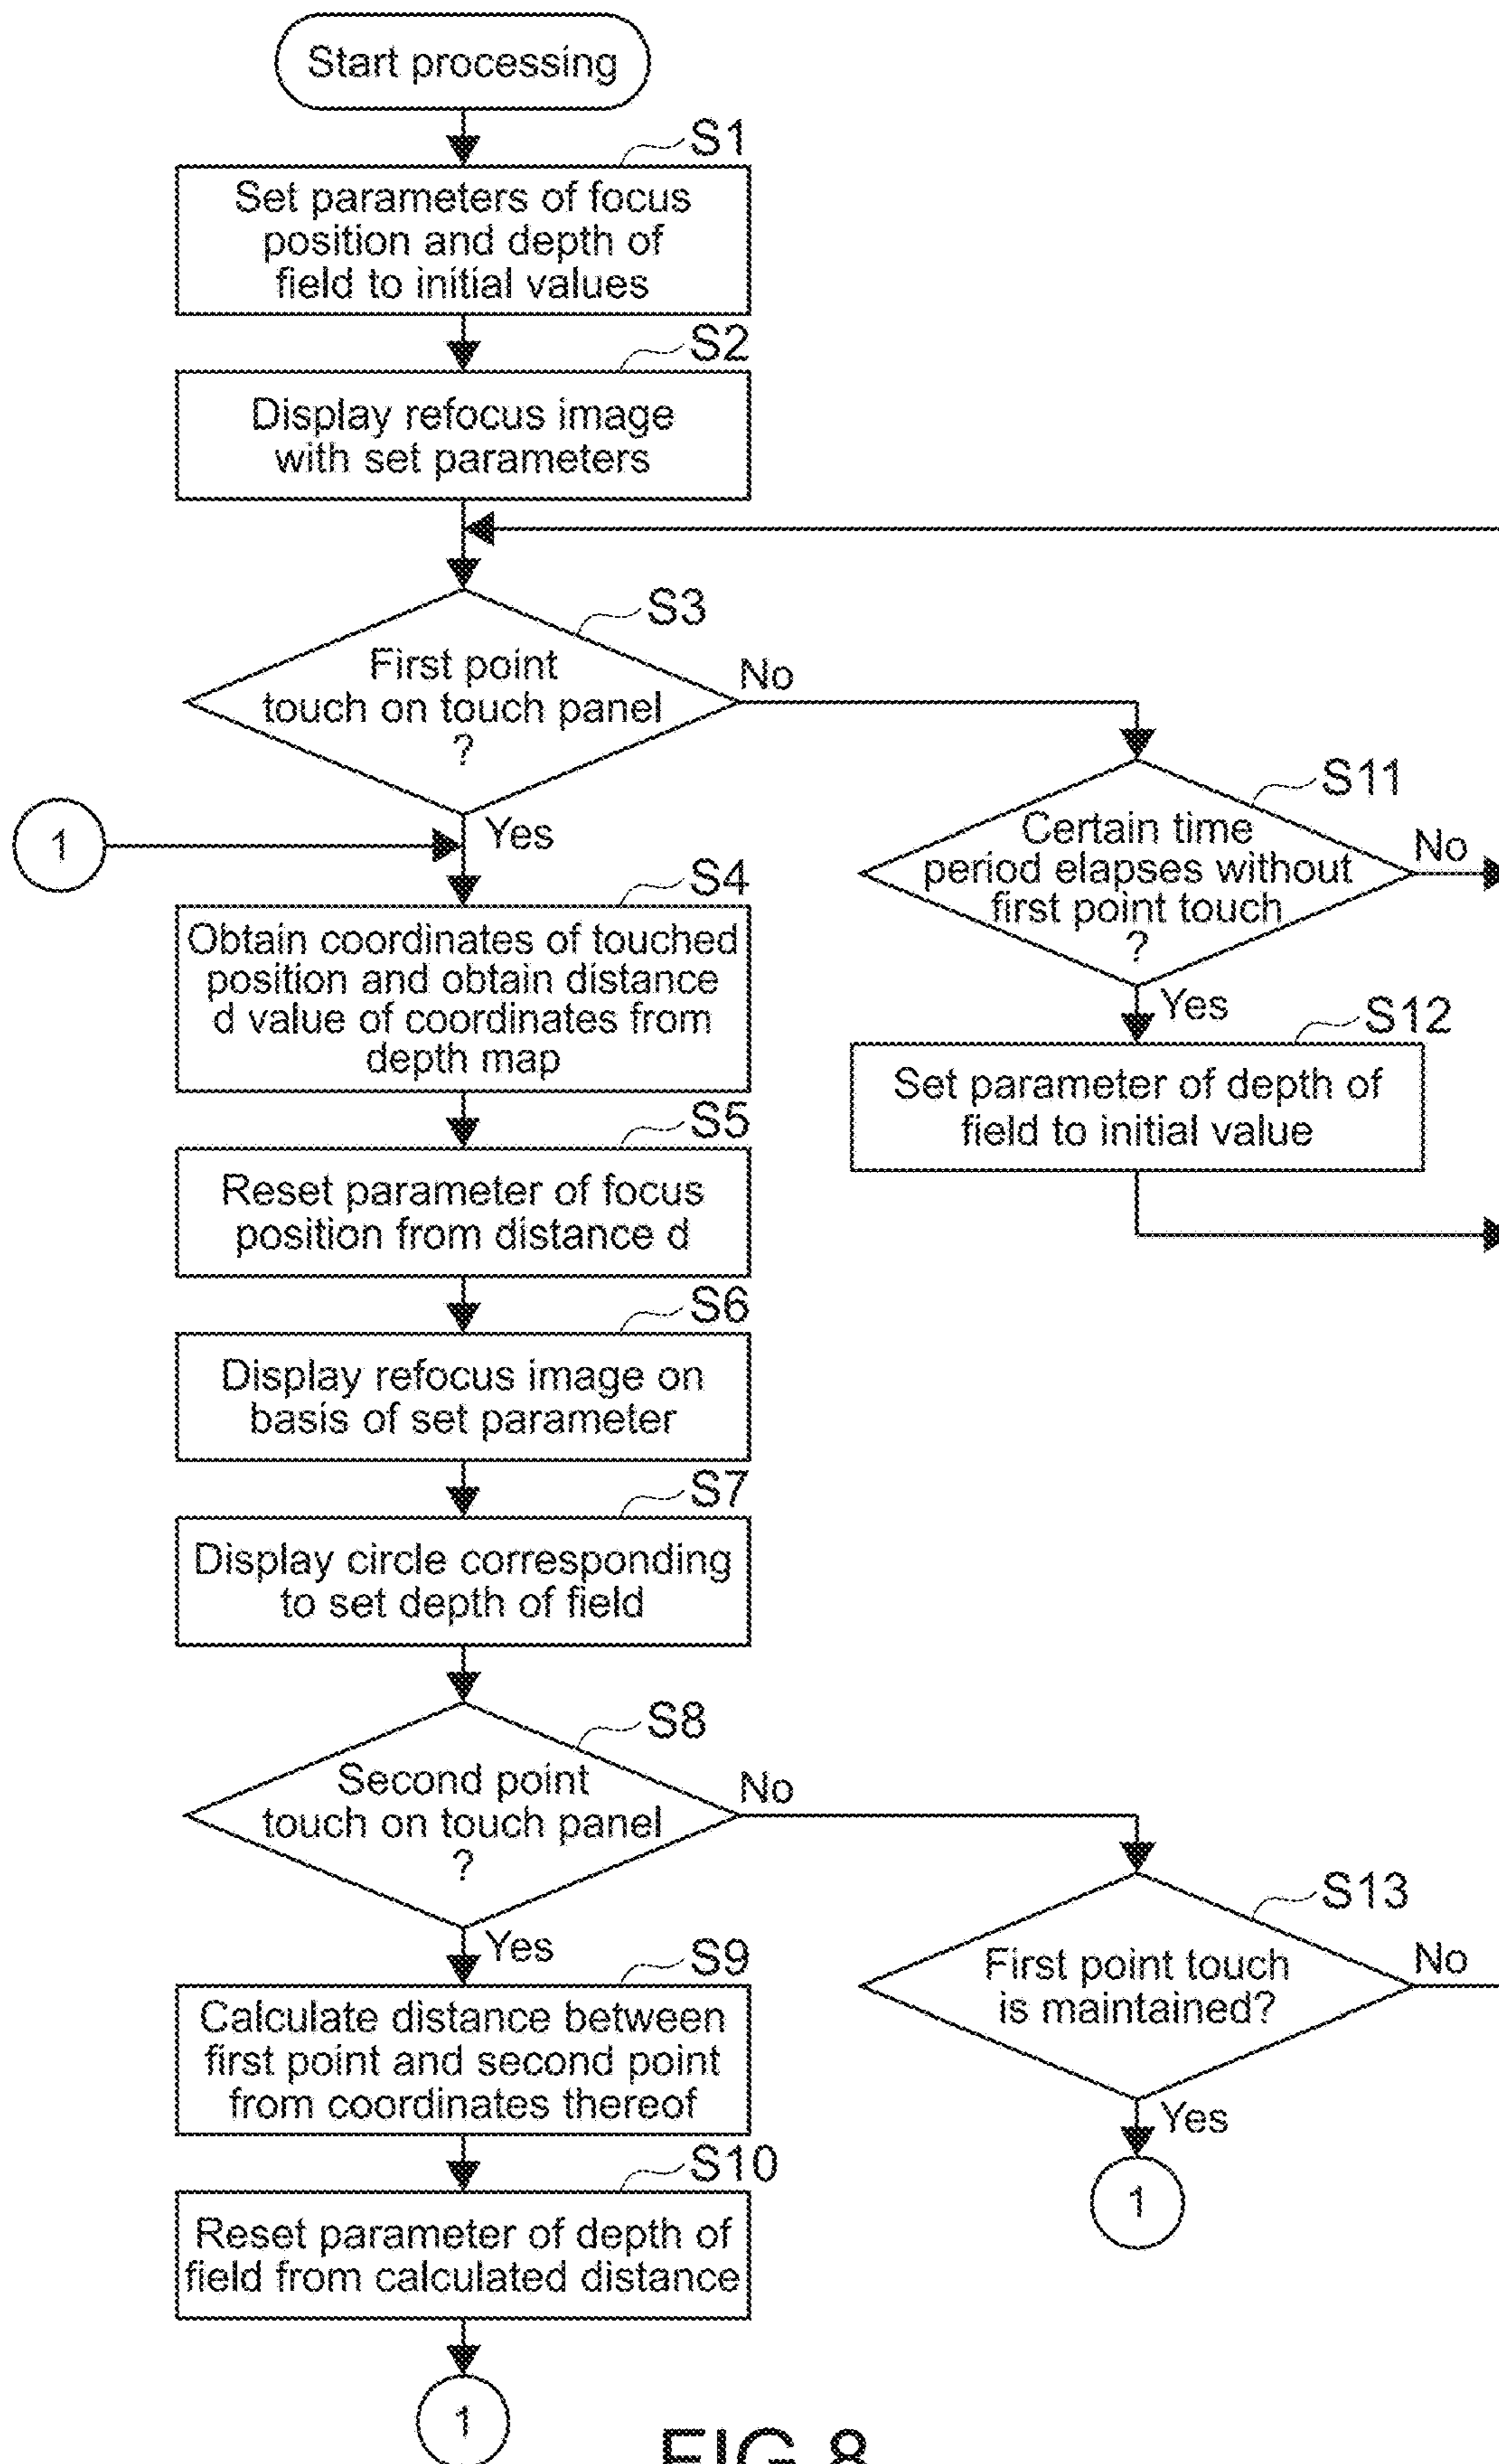 Start processing
S1
Set parameters of focus
position and depth of
field to initial values
S2
Display refocus image
with set parameters
S3
First point
touch on touch panel
?
No
Yes
1
S11
Certain time
period elapses without
first point touch
?
No
Yes
S4
Obtain coordinates of touched
position and obtain distance
d value of coordinates from
depth map
S12
Set parameter of depth of
field to initial value
S5
Reset parameter of focus
position from distance d
S6
Display refocus image on
basis of set parameter
S7
Display circle corresponding
to set depth of field
S8
Second point
touch on touch panel
?
No
Yes
S13
First point touch
is maintained?
No
Yes
1
S9
Calculate distance between
first point and second point
from coordinates thereof
S10
Reset parameter of depth of
field from calculated distance
1
FIG.8